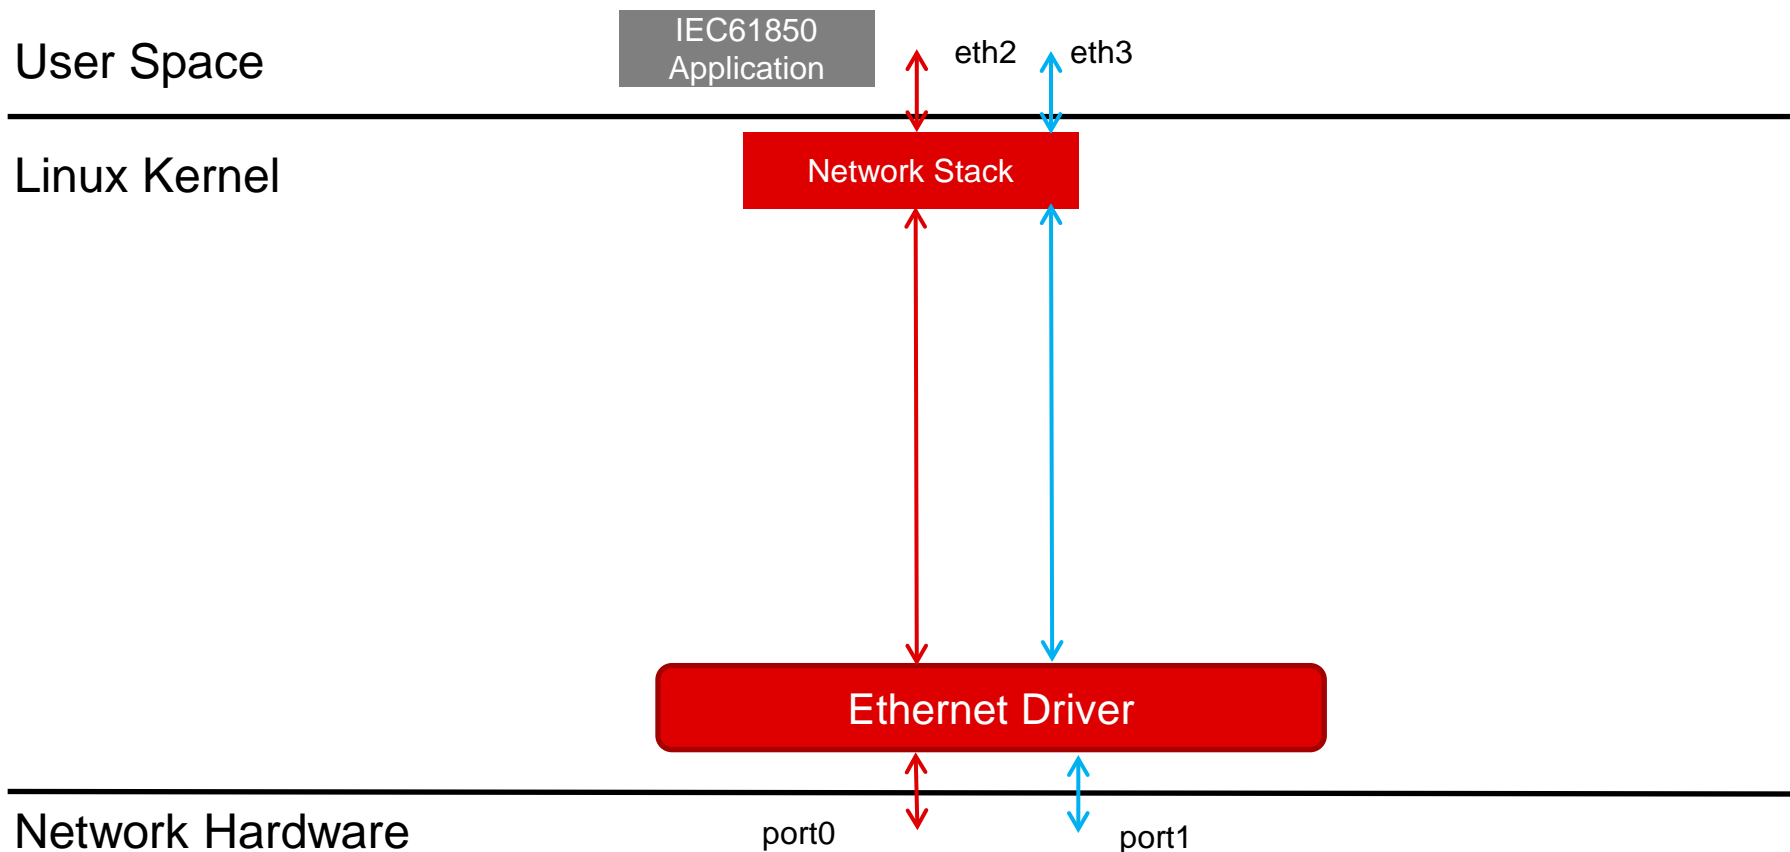 User Space
IEC61850
Application
eth2
eth3
Linux Kernel
Network Stack
Ethernet Driver
Network Hardware
port0
port1